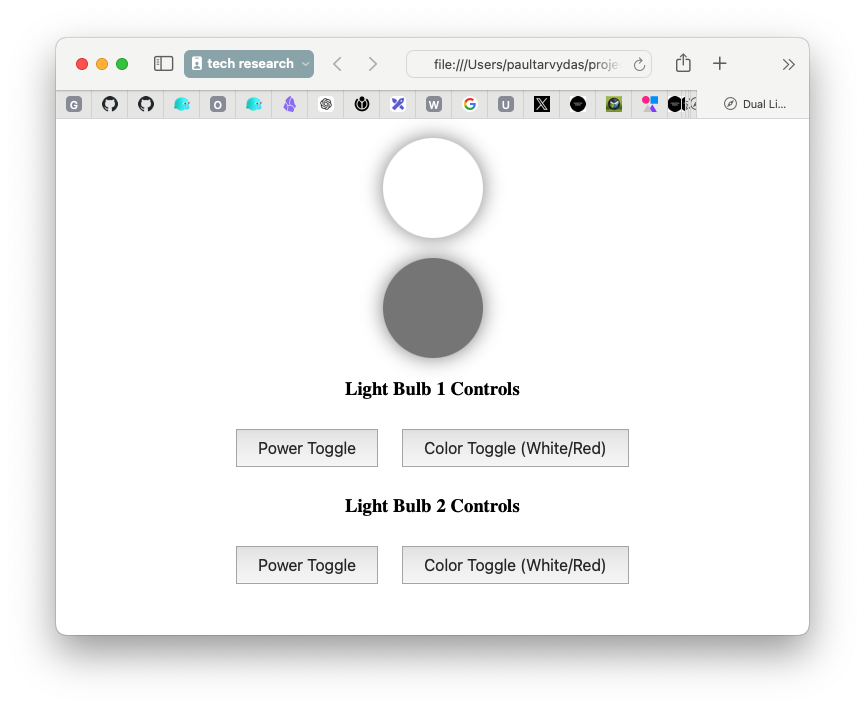 tech research
file:///Users/paultarvydas/proje
G
O
W
G
U
Dual Li...
Light Bulb 1 Controls
Power Toggle Color Toggle (White/Red)
Light Bulb 2 Controls
Power Toggle Color Toggle (White/Red)